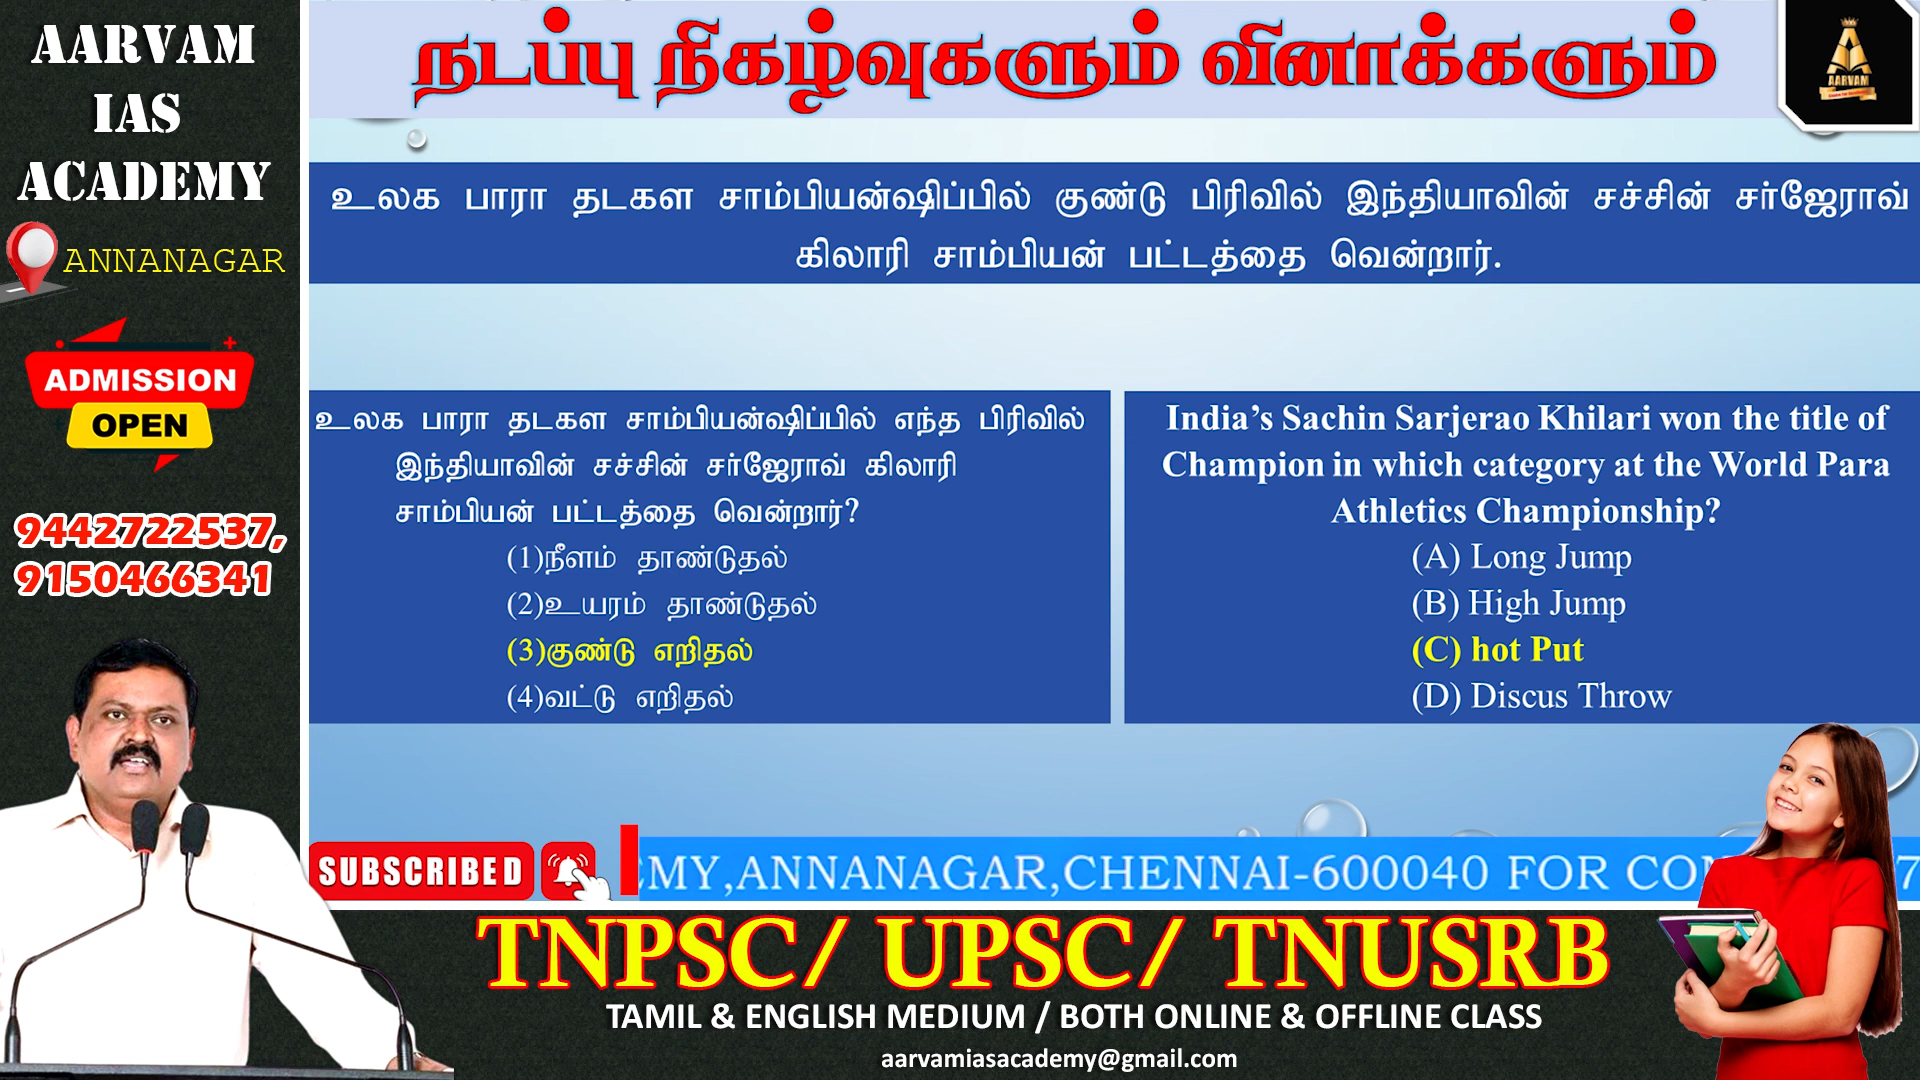 AARVAM
IAS
ACADEMY
ANNANAGAR
ADMISSION
OPEN
9442722537,
9150466341
நடப்பு நிகழ்வுகளும் வினாக்களும்
AARVAM
உலக பாரா தடகள சாம்பியன்ஷிப்பில் குண்டு பிரிவில் இந்தியாவின் சச்சின் சர்ஜேராவ்
கிலாரி சாம்பியன் பட்டத்தை வென்றார்.
உலக பாரா தடகள சாம்பியன்ஷிப்பில் எந்த பிரிவில்
இந்தியாவின் சச்சின் சர்ஜேராவ் கிலாரி
சாம்பியன் பட்டத்தை வென்றார்?
(1)நீளம் தாண்டுதல்
(2)உயரம் தாண்டுதல்
(3)குண்டு எறிதல்
(4)வட்டு எறிதல்
India’s Sachin Sarjerao Khilari won the title of
Champion in which category at the World Para
Athletics Championship?
(A) Long Jump
(B) High Jump
(C) hot Put
(D) Discus Throw
SUBSCRIBED
EMY,ANNANAGAR,CHENNAI-600040 FOR CON 7
TNPSC/ UPSC/ TNUSRB
TAMIL & ENGLISH MEDIUM / BOTH ONLINE & OFFLINE CLASS
aarvamiasacademy@gmail.com